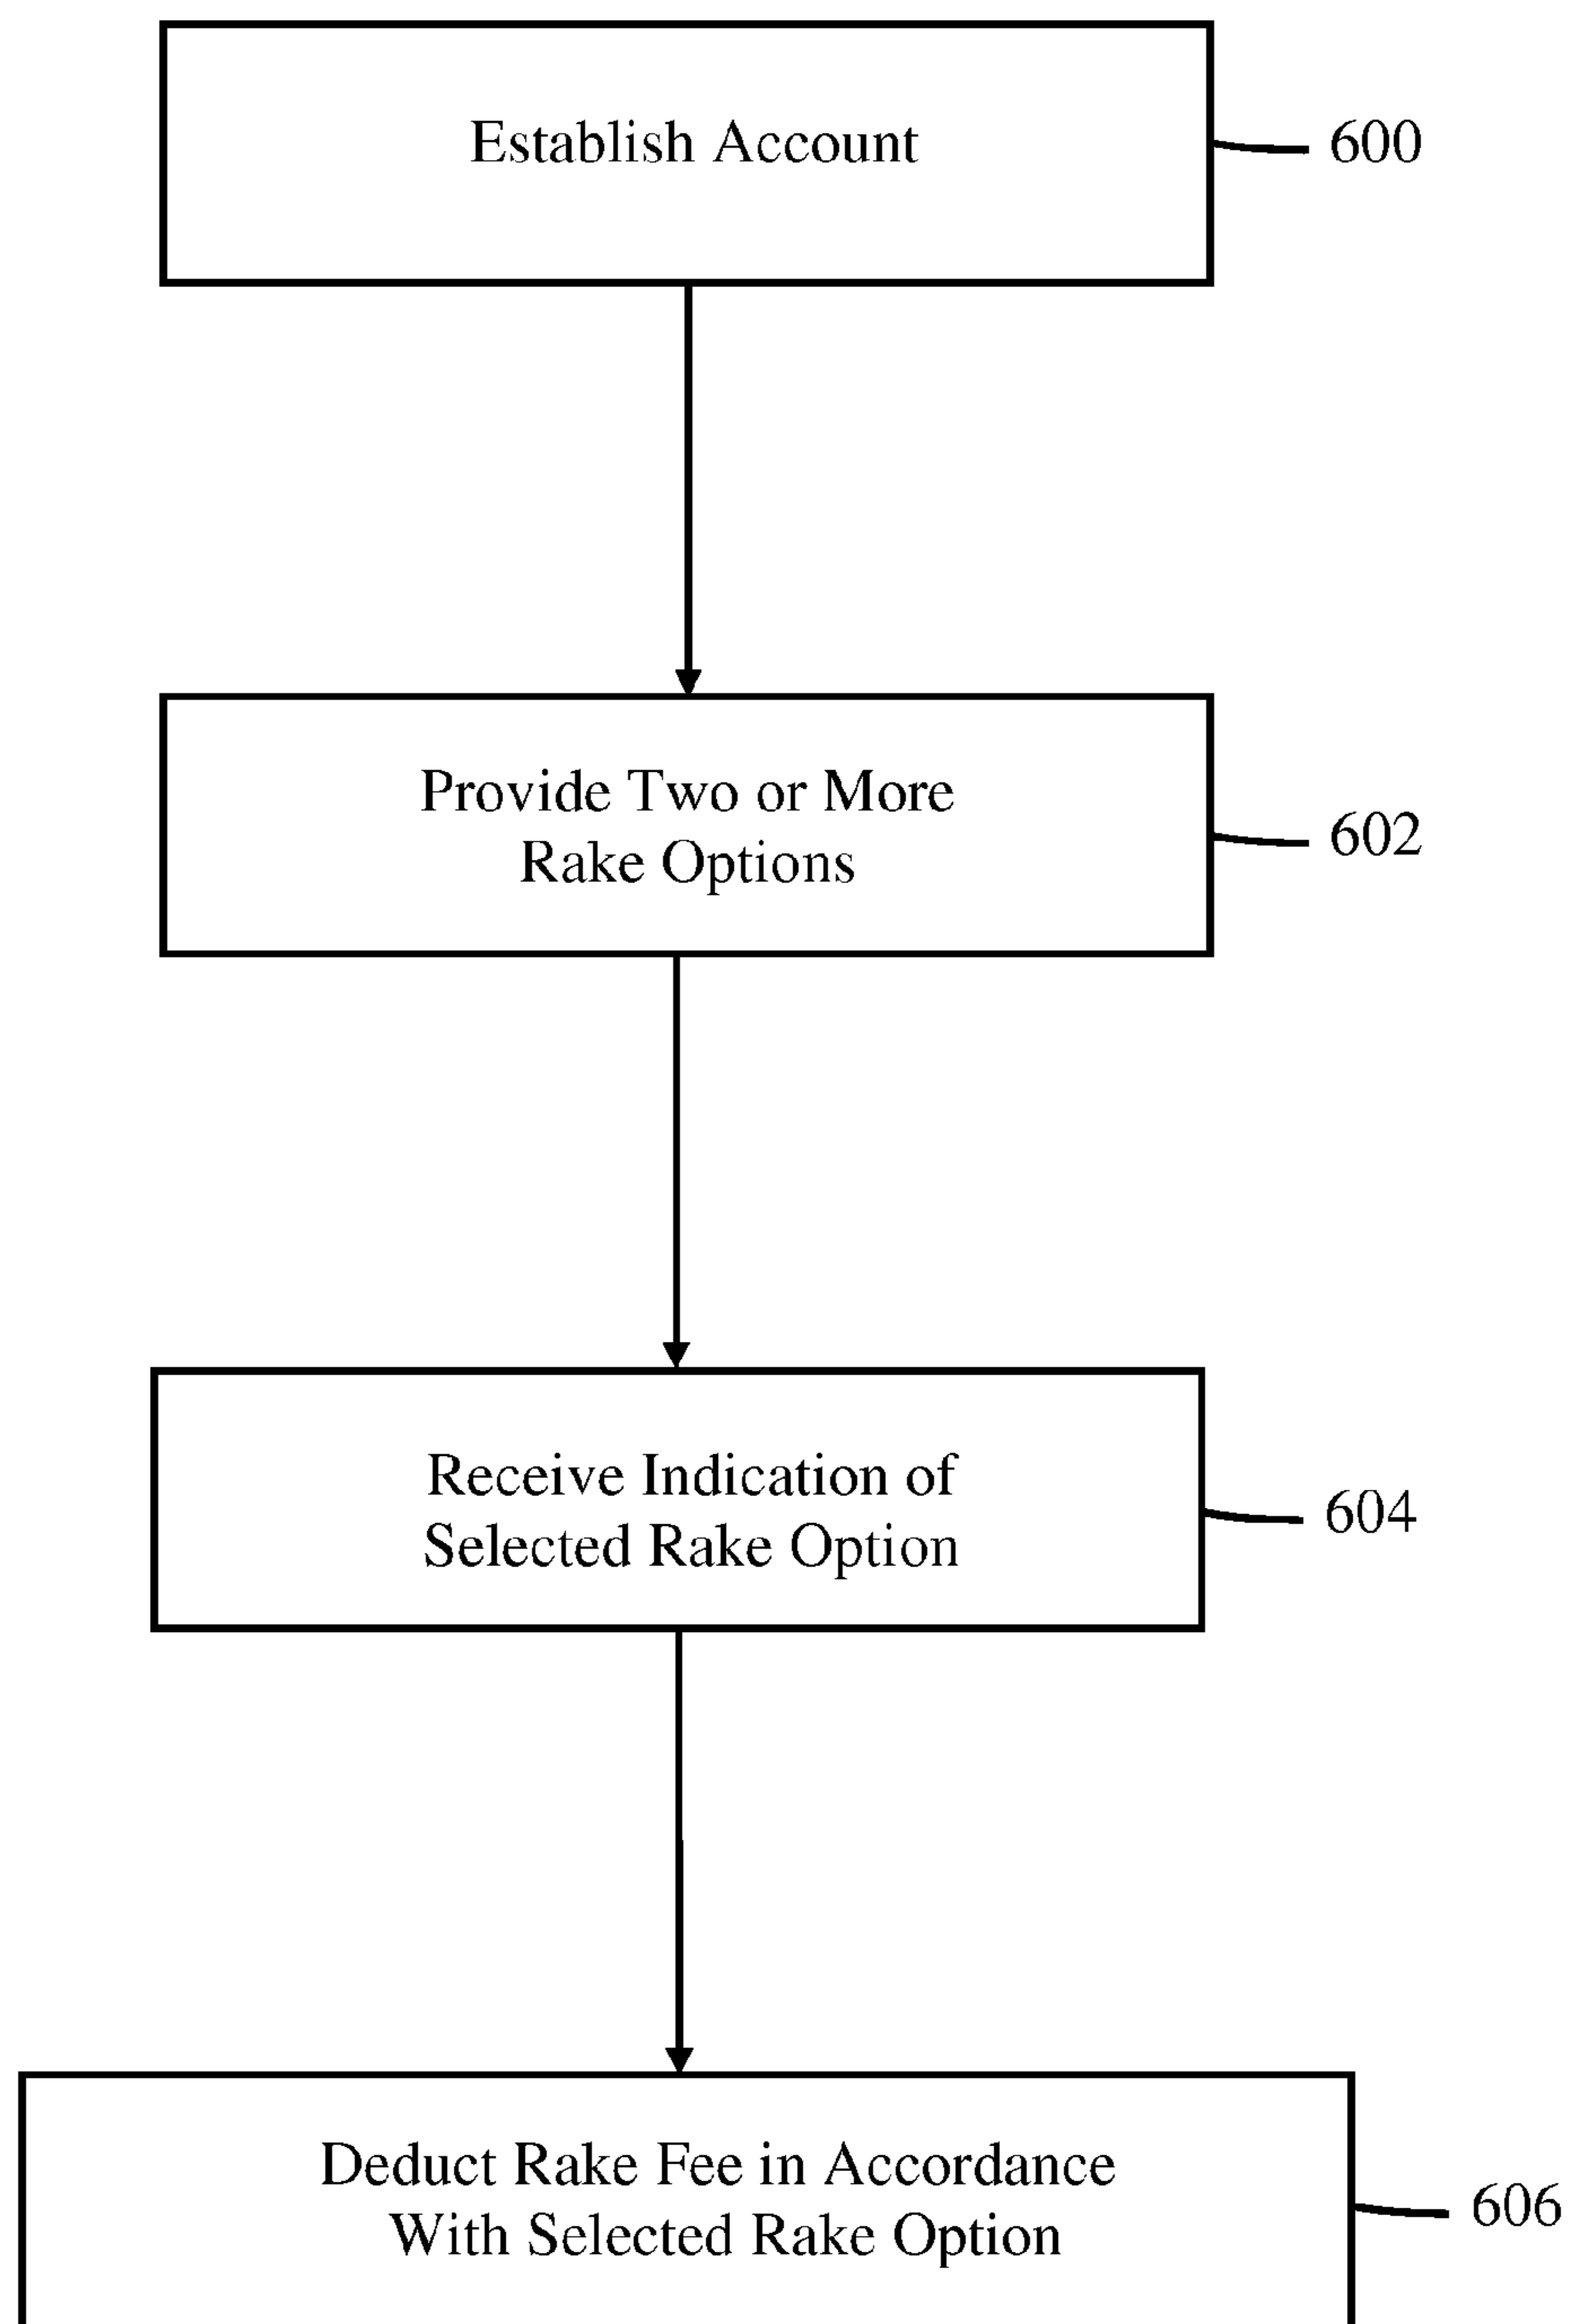 Establish Account
600
Provide Two or More
Rake Options
602
Receive Indication of
Selected Rake Option
604
Deduct Rake Fee in Accordance
With Selected Rake Option
606